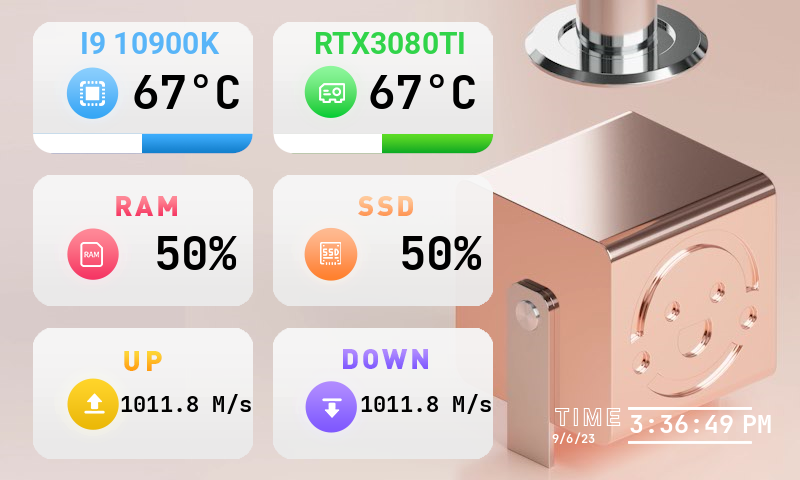 I9 10900K
67°C
RTX3080TI
67°C
RAM
RAM
50%
SSD
SSD
50%
UP
1011.8 M/s
DOWN
1011.8 M/s
TIME
3:36:49 PM
9/6/23